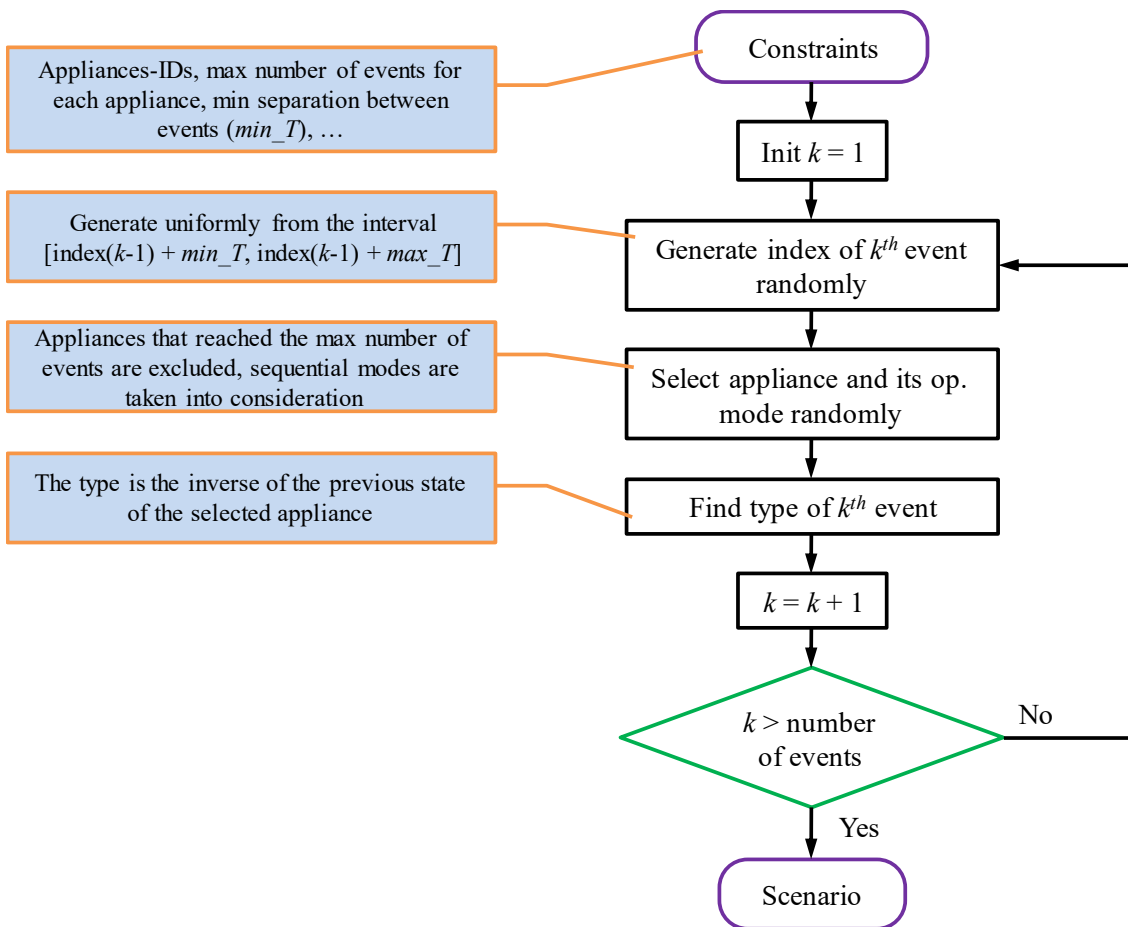 Constraints
Appliances-IDs, max number of events for
each appliance, min separation between
events (min_T), …
Init k = 1
Generate uniformly from the interval
[index(k-1) + min_T, index(k-1) + max_T]
Generate index of kth event
randomly
Appliances that reached the max number of
events are excluded, sequential modes are
taken into consideration
Select appliance and its op.
mode randomly
The type is the inverse of the previous state
of the selected appliance
Find type of kth event
k = k + 1
k > number
of events
No
Yes
Scenario